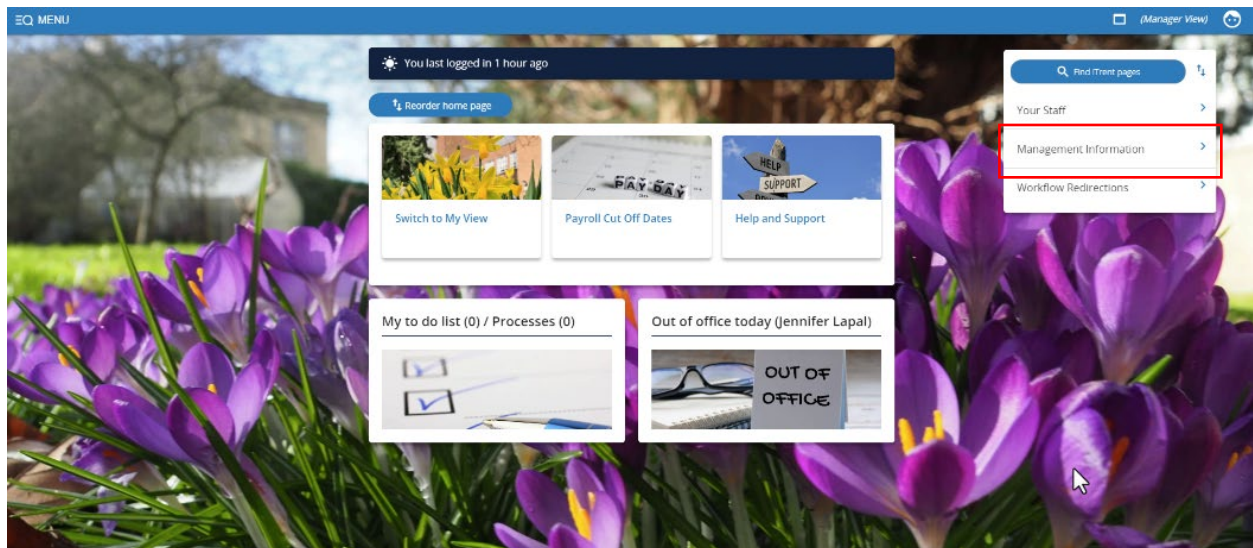 MENU
(Manager View)
You last logged in 1 hour ago
Find iTrent pages
Reorder home page
Your Staff
Management Information
Workflow Redirections
PAY DAY
HELP
SUPPORT
Switch to My View
Payroll Cut Off Dates
Help and Support
My to do list (0) / Processes (0)
Out of office today (Jennifer Lapal)
OUT OF
OFFICE